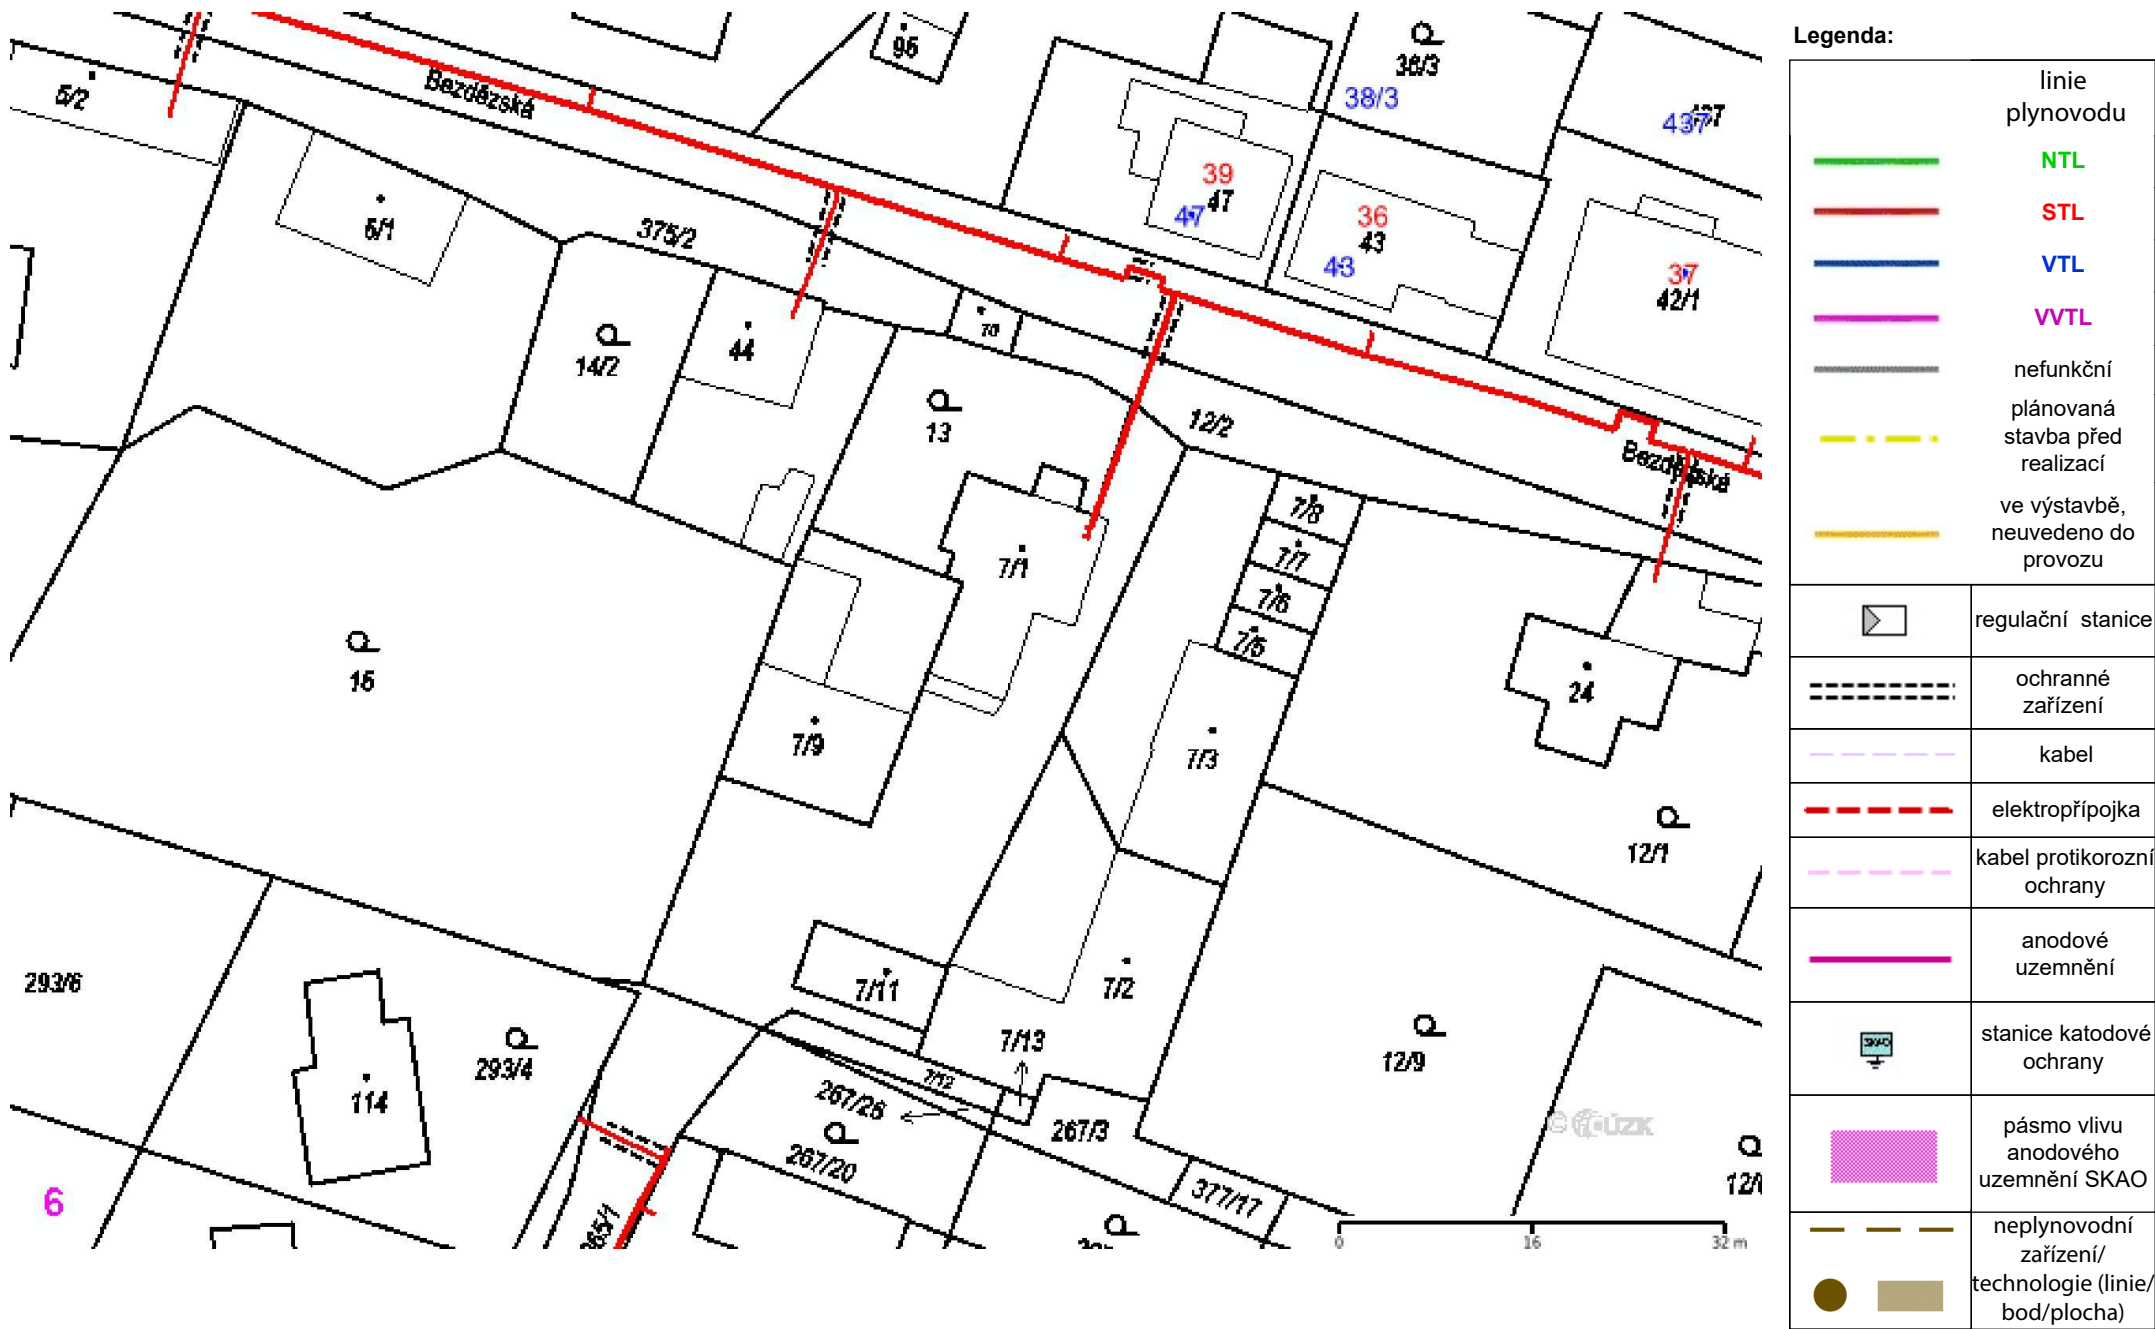 95
38/3
38/3
437
5/2
Bezdězská
39
47
47
36
43
43
37
42/1
6/1
375/2
44
14/2
70
13
12/2
Bezdězská
7/8
7/7
7/6
7/5
7/1
15
24
7/9
7/3
12/1
293/6
7/11
7/2
293/4
7/13
12/9
114
7/12
267/26
267/3
267/20
377/17
6
© ČÚZK
0 16 32 m
Legenda:
linie
plynovodu
NTL
STL
VTL
VVTL
nefunkční
plánovaná
stavba před
realizací
ve výstavbě,
neuvedeno do
provozu
regulační stanice
ochranné
zařízení
kabel
elektropřípojka
kabel protikorozní
ochrany
anodové
uzemnění
SKAO
stanice katodové
ochrany
pásmo vlivu
anodového
uzemnění SKAO
neplynovodní
zařízení/
technologie (linie/
bod/plocha)